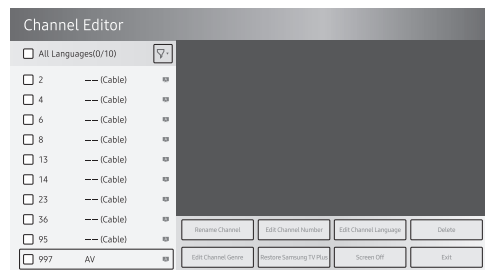 Channel Editor
All Languages(0/10)
2 −− (Cable)
4 −− (Cable)
6 −− (Cable)
8 −− (Cable)
13 −− (Cable)
14 −− (Cable)
23 −− (Cable)
36 −− (Cable)
95 −− (Cable)
997 AV
Rename Channel Edit Channel Number Edit Channel Language Delete
Edit Channel Genre Restore Samsung TV Plus Screen Off Exit